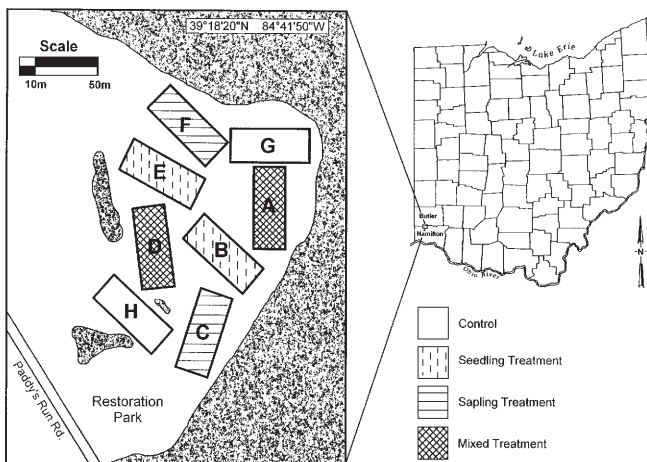 39°18'20"N 84°41'50"W
Scale
10m 50m
F
G
E
A
D
B
H
C
Paddy's Run Rd.
Restoration
Park
Lake Erie
Butler
Hamilton
Ohio River
N
Control
Seedling Treatment
Sapling Treatment
Mixed Treatment